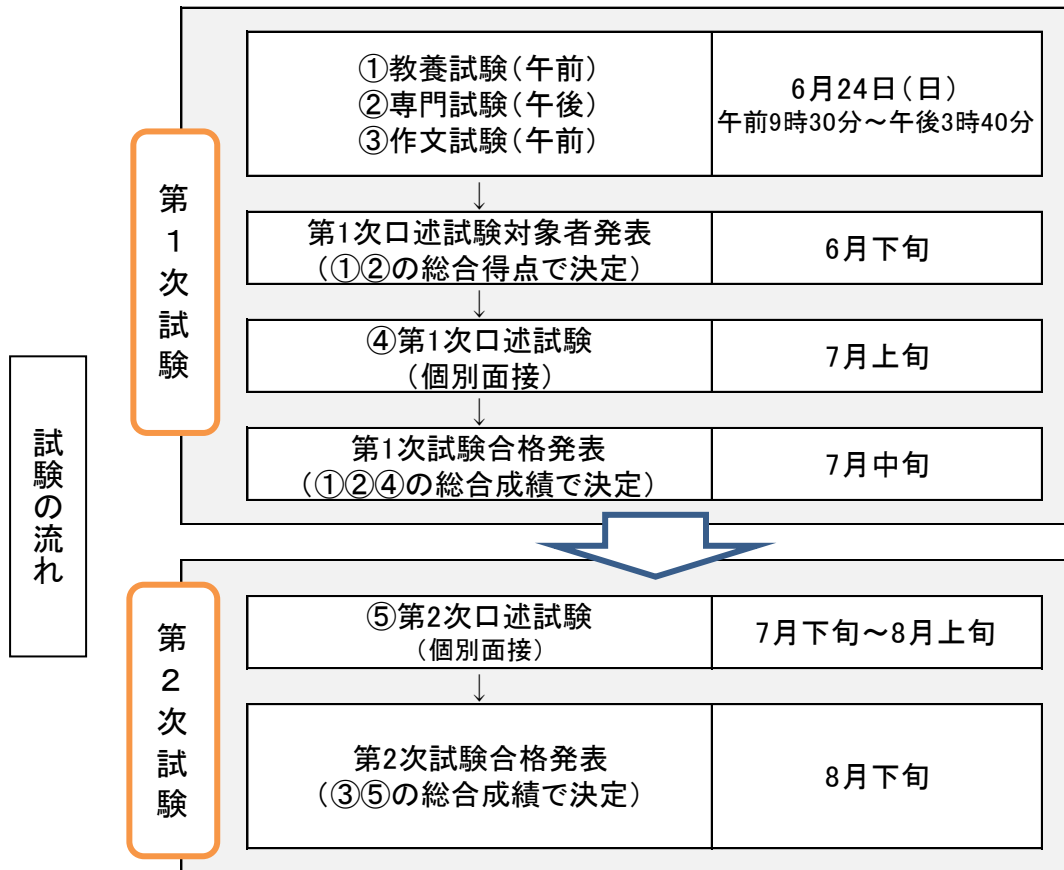 試験の流れ
第1次試験
①教養試験(午前)
②専門試験(午後)
③作文試験(午前)
6月24日(日)
午前9時30分~午後3時40分
↓
第1次口述試験対象者発表
(①②の総合得点で決定)
6月下旬
↓
④第1次口述試験
(個別面接)
7月上旬
↓
第1次試験合格発表
(①②④の総合成績で決定)
7月中旬
第2次試験
⑤第2次口述試験
(個別面接)
7月下旬~8月上旬
↓
第2次試験合格発表
(③⑤の総合成績で決定)
8月下旬